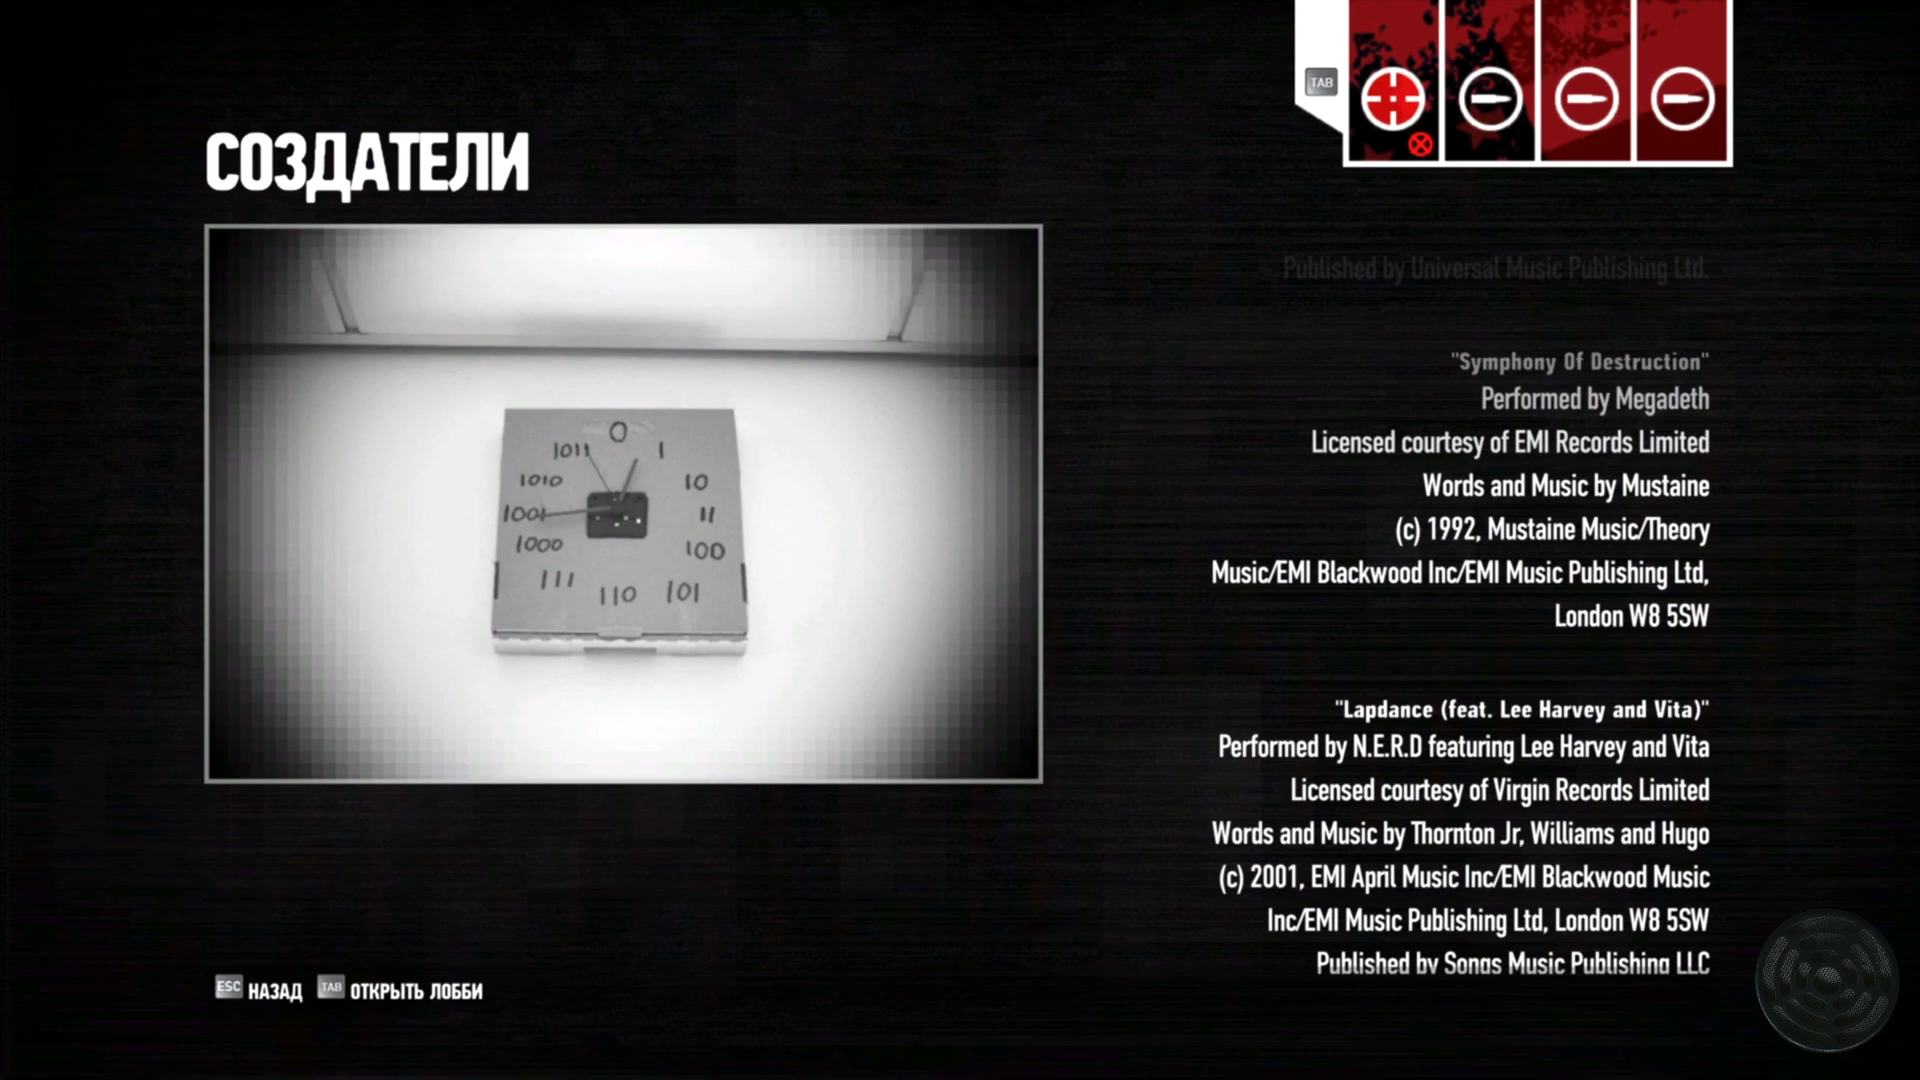 TAB
СОЗДАТЕЛИ
0
1011
1
1010
10
1001
11
1000
100
111
110
101
Published by Universal Music Publishing Ltd.
"Symphony Of Destruction"
Performed by Megadeth
Licensed courtesy of EMI Records Limited
Words and Music by Mustaine
(c) 1992, Mustaine Music/Theory
Music/EMI Blackwood Inc/EMI Music Publishing Ltd,
London W8 5SW
"Lapdance (feat. Lee Harvey and Vita)"
Performed by N.E.R.D featuring Lee Harvey and Vita
Licensed courtesy of Virgin Records Limited
Words and Music by Thornton Jr, Williams and Hugo
(c) 2001, EMI April Music Inc/EMI Blackwood Music
Inc/EMI Music Publishing Ltd, London W8 5SW
Published by Songs Music Publishing LLC
ESC НАЗАД TAB ОТКРЫТЬ ЛОББИ